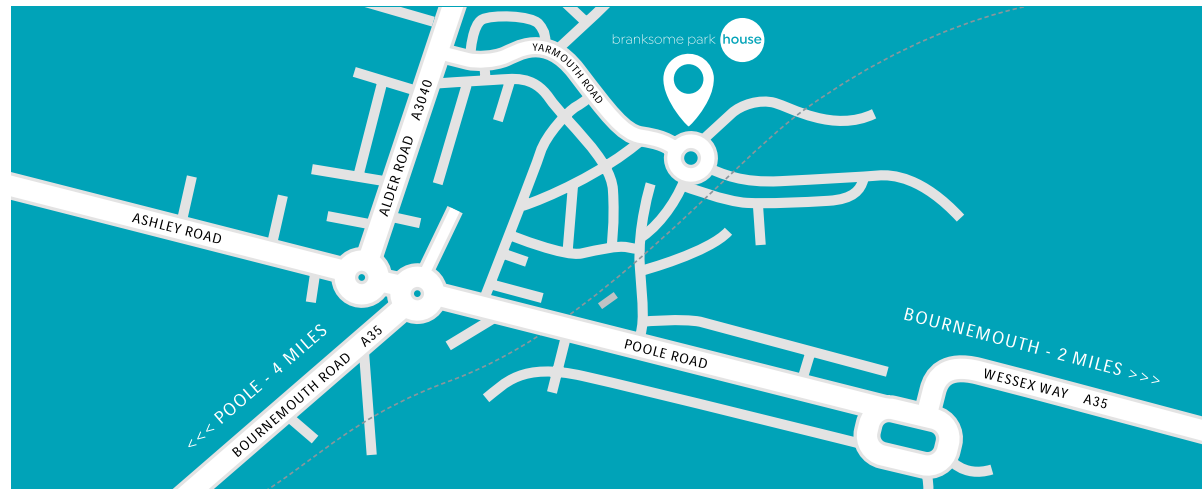 branksome park house
YARMOUTH ROAD
ALDER ROAD A3040
ASHLEY ROAD
<<< POOLE - 4 MILES
BOURNEMOUTH ROAD A35
POOLE ROAD
BOURNEMOUTH - 2 MILES >>>
WESSEX WAY A35